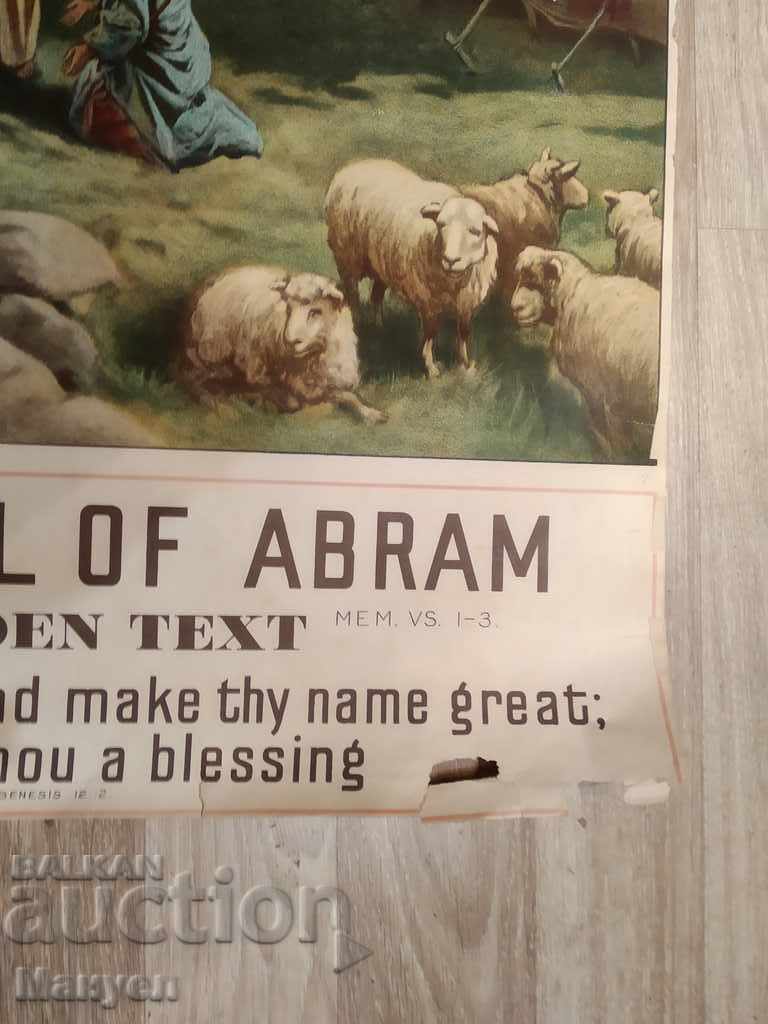 L OF ABRAM
DEN TEXT MEM. VS. 1-3.
nd make thy name great;
hou a blessing
GENESIS 12 2
BALKAN
auction
Makyen